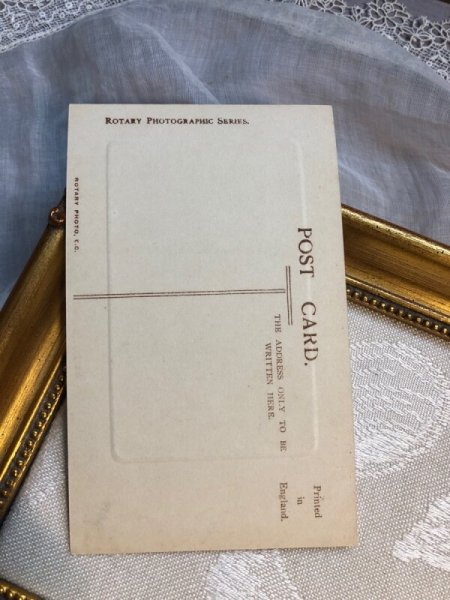 ROTARY PHOTOGRAPHIC SERIES.
ROTARY PHOTO, E.C.
POST CARD.
THE ADDRESS ONLY TO BE
WRITTEN HERE.
Printed
in
England.